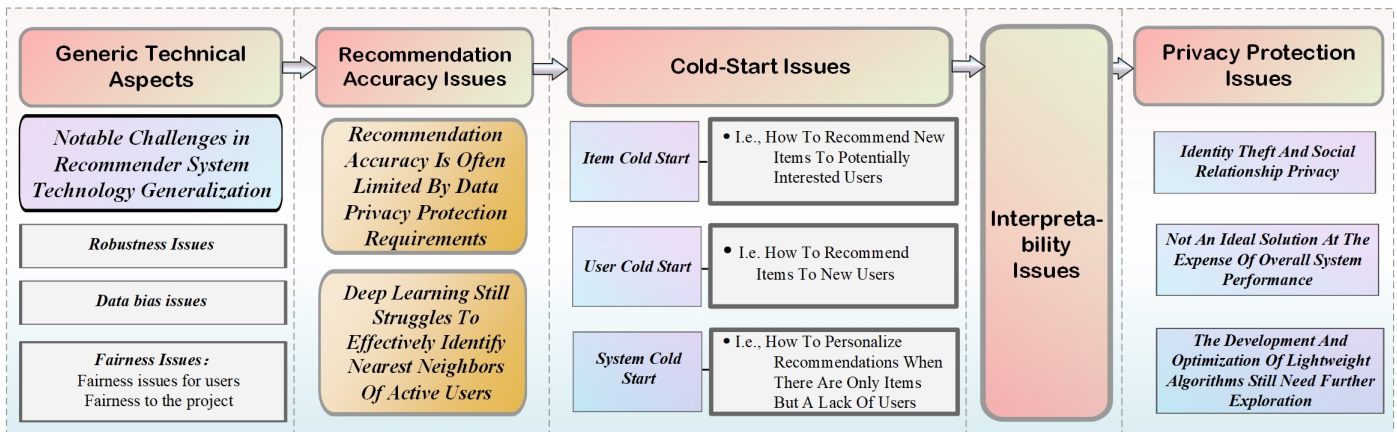 Generic Technical
Aspects
Notable Challenges in
Recommender System
Technology Generalization
Robustness Issues
Data bias issues
Fairness Issues:
Fairness issues for users
Fairness to the project
Recommendation
Accuracy Issues
Recommendation
Accuracy Is Often
Limited By Data
Privacy Protection
Requirements
Deep Learning Still
Struggles To
Effectively Identify
Nearest Neighbors
Of Active Users
Cold-Start Issues
Item Cold Start
• I.e., How To Recommend New
Items To Potentially
Interested Users
User Cold Start
• I.e. How To Recommend
Items To New Users
System Cold
Start
• I.e., How To Personalize
Recommendations When
There Are Only Items
But A Lack Of Users
Interpreta-
bility
Issues
Privacy Protection
Issues
Identity Theft And Social
Relationship Privacy
Not An Ideal Solution At The
Expense Of Overall System
Performance
The Development And
Optimization Of Lightweight
Algorithms Still Need Further
Exploration